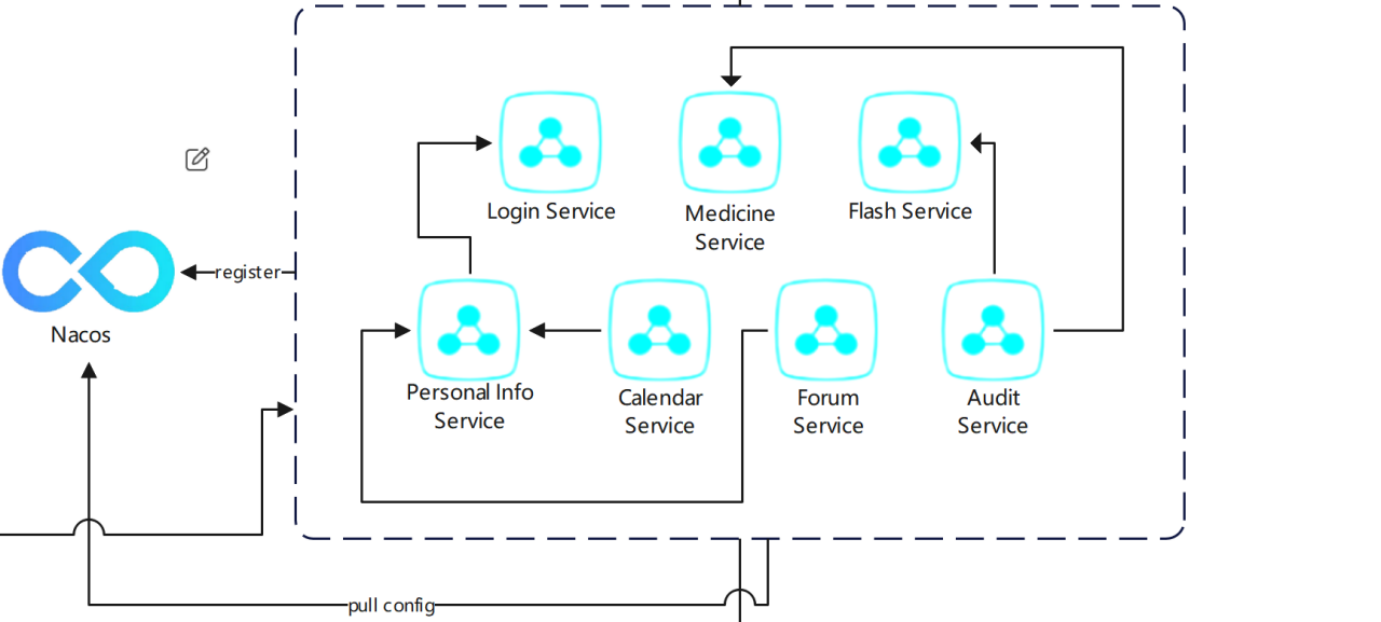 Login Service
Medicine
Service
Flash Service
register
Nacos
Personal Info
Service
Calendar
Service
Forum
Service
Audit
Service
pull config